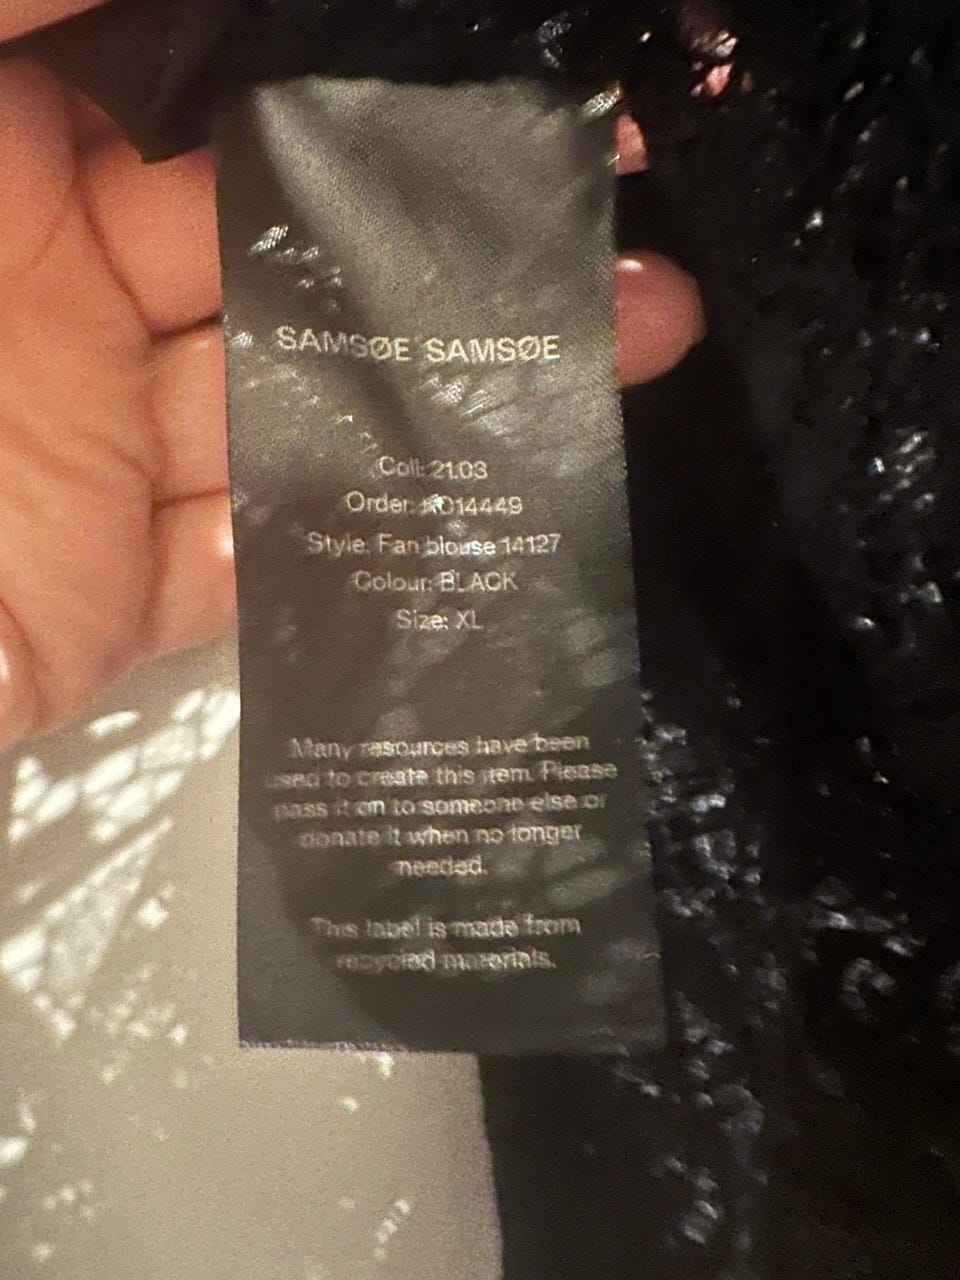 SAMSØE SAMSØE
Coll: 21.03
Order: KO14449
Style. Fan blouse 14127
Colour: BLACK
Size: XL
Many resources have been
used to create this item. Please
pass it on to someone else or
donate it when no longer
needed.
This label is made from
recycled materials.